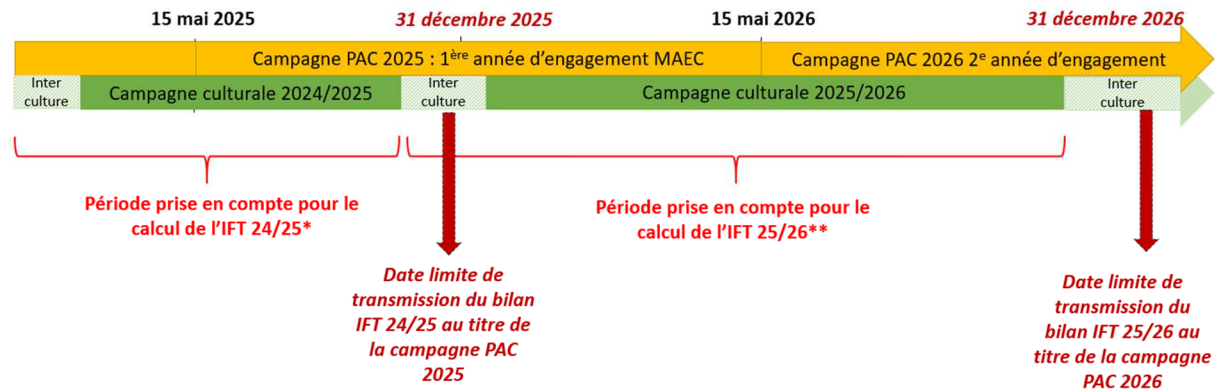 15 mai 2025
31 décembre 2025
15 mai 2026
31 décembre 2026
Campagne PAC 2025 : 1ère année d’engagement MAEC
Campagne PAC 2026 2e année d’engagement
Inter
culture
Campagne culturale 2024/2025
Inter
culture
Campagne culturale 2025/2026
Inter
culture
Période prise en compte pour le
calcul de l’IFT 24/25*
Période prise en compte pour le
calcul de l’IFT 25/26**
Date limite de
transmission du bilan
IFT 24/25 au titre de
la campagne PAC
2025
Date limite de
transmission du
bilan IFT 25/26 au
titre de la campagne
PAC 2026